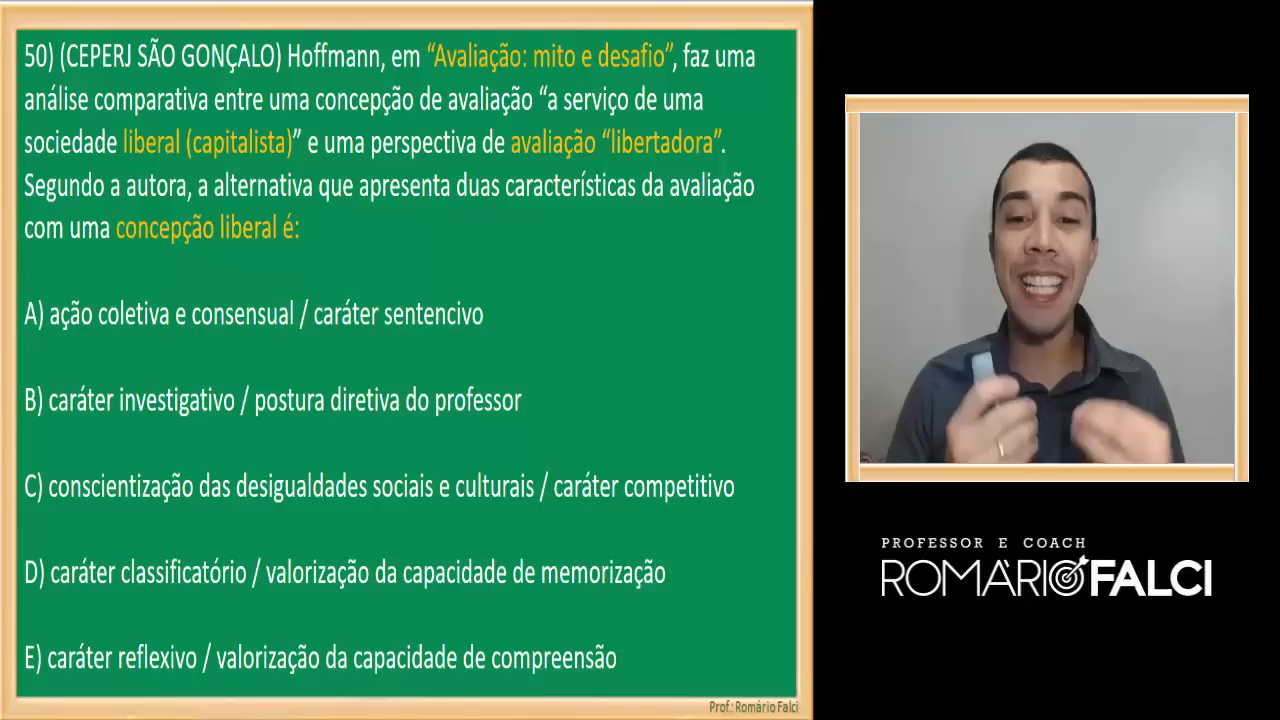 50) (CEPERJ SÃO GONÇALO) Hoffmann, em “Avaliação: mito e desafio”, faz uma
análise comparativa entre uma concepção de avaliação “a serviço de uma
sociedade liberal (capitalista)” e uma perspectiva de avaliação “libertadora”.
Segundo a autora, a alternativa que apresenta duas características da avaliação
com uma concepção liberal é:
A) ação coletiva e consensual / caráter sentencivo
B) caráter investigativo / postura diretiva do professor
C) conscientização das desigualdades sociais e culturais / caráter competitivo
D) caráter classificatório / valorização da capacidade de memorização
E) caráter reflexivo / valorização da capacidade de compreensão
Prof.: Romário Falci
PROFESSOR E COACH
ROMÁRIO FALCI